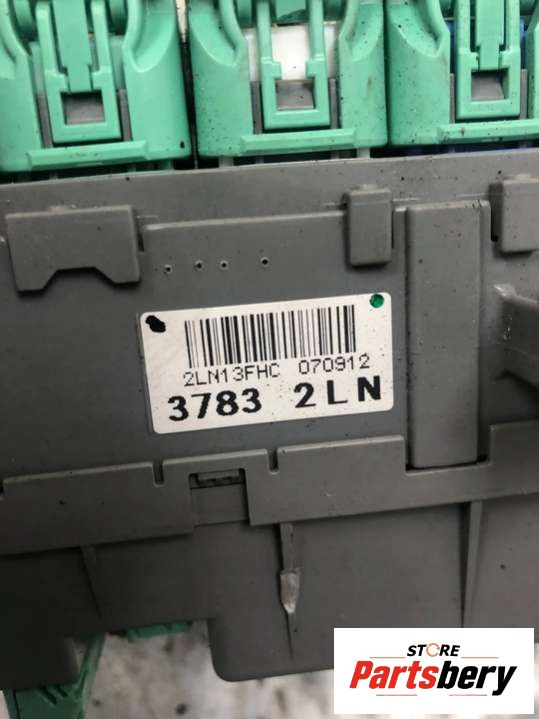 2LN13FHC 070912
3783 2LN
STORE
Partsbery